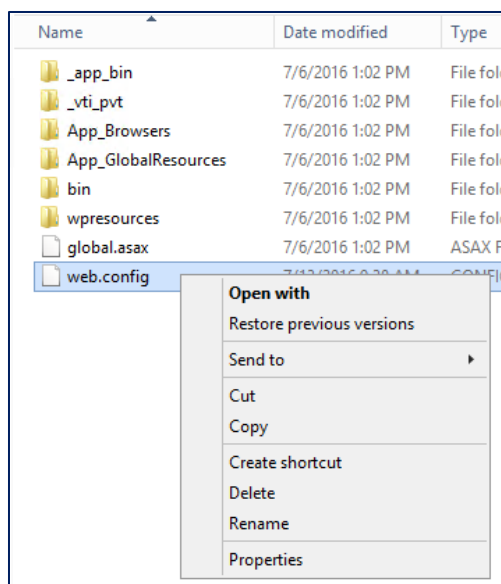 Name Date modified Type
_app_bin 7/6/2016 1:02 PM File fol
_vti_pvt 7/6/2016 1:02 PM File fol
App_Browsers 7/6/2016 1:02 PM File fol
App_GlobalResources 7/6/2016 1:02 PM File fol
bin 7/6/2016 1:02 PM File fol
wpresources 7/6/2016 1:02 PM File fol
global.asax 7/6/2016 1:02 PM ASAX F
web.config
Open with
Restore previous versions
Send to
Cut
Copy
Create shortcut
Delete
Rename
Properties